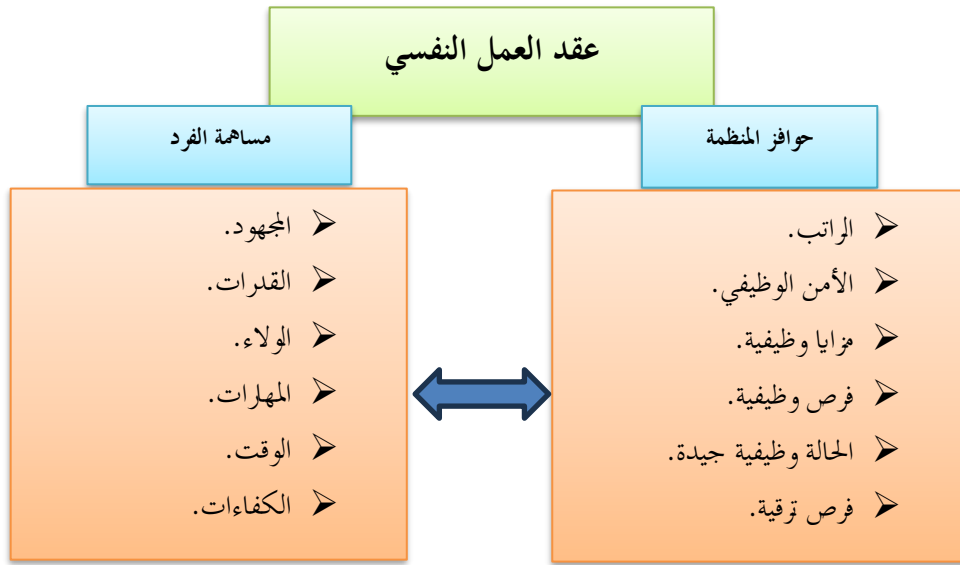 عقد العمل النفسي
حوافز المنظمة
الراتب.
الأمن الوظيفي.
مزايا وظيفية.
فرص وظيفية.
الحالة وظيفية جيدة.
فرص ترقية.
مساهمة الفرد
المجهود.
القدرات.
الولاء.
المهارات.
الوقت.
الكفاءات.